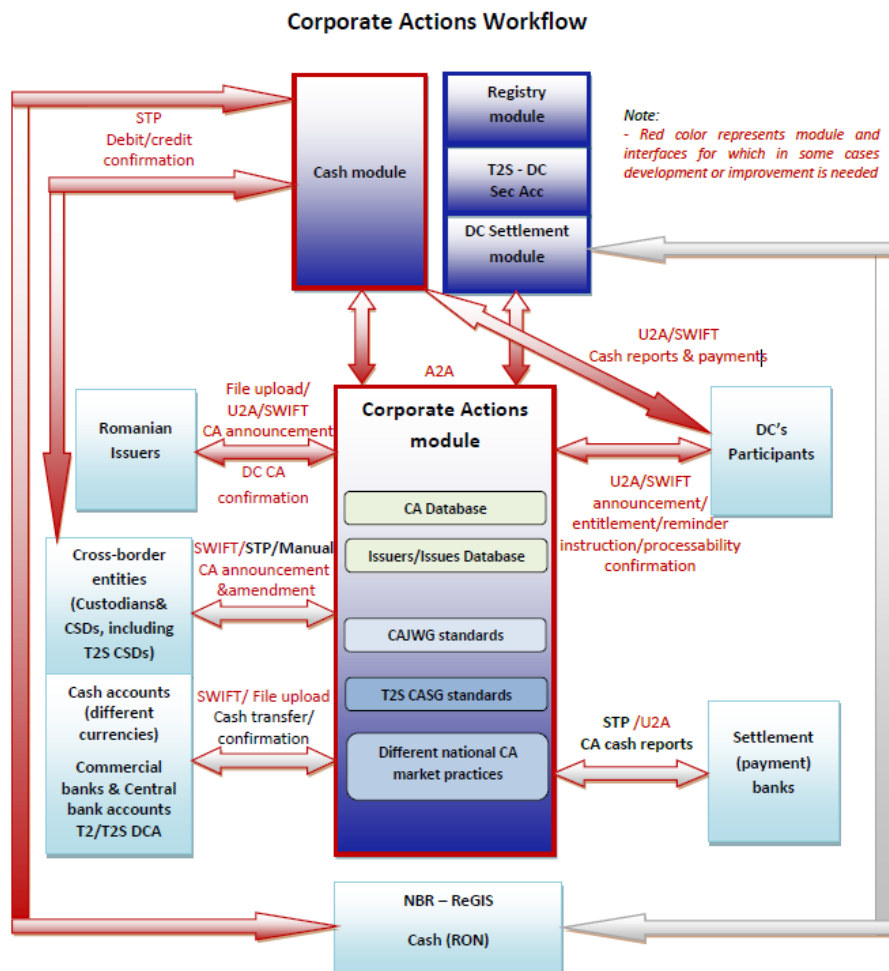 Corporate Actions Workflow
STP
Debit/credit
confirmation
Cash module
Registry
module
T2S - DC
Sec Acc
DC Settlement
module
Note:
- Red color represents module and
interfaces for which in some cases
development or improvement is needed
U2A/SWIFT
Cash reports & payments
A2A
Romanian
Issuers
File upload/
U2A/SWIFT
CA announcement
DC CA
confirmation
Corporate Actions
module
DC's
Participants
U2A/SWIFT
announcement/
entitlement/reminder
instruction/processability
confirmation
CA Database
Issuers/Issues Database
CAJWG standards
T2S CASG standards
Different national CA
market practices
Cross-border
entities
(Custodians&
CSDs, including
T2S CSDs)
SWIFT/STP/Manual
CA announcement
&amendment
Cash accounts
(different
currencies)
Commercial
banks & Central
bank accounts
T2/T2S DCA
SWIFT/ File upload
Cash transfer/
confirmation
STP /U2A
CA cash reports
Settlement
(payment)
banks
NBR – ReGIS
Cash (RON)